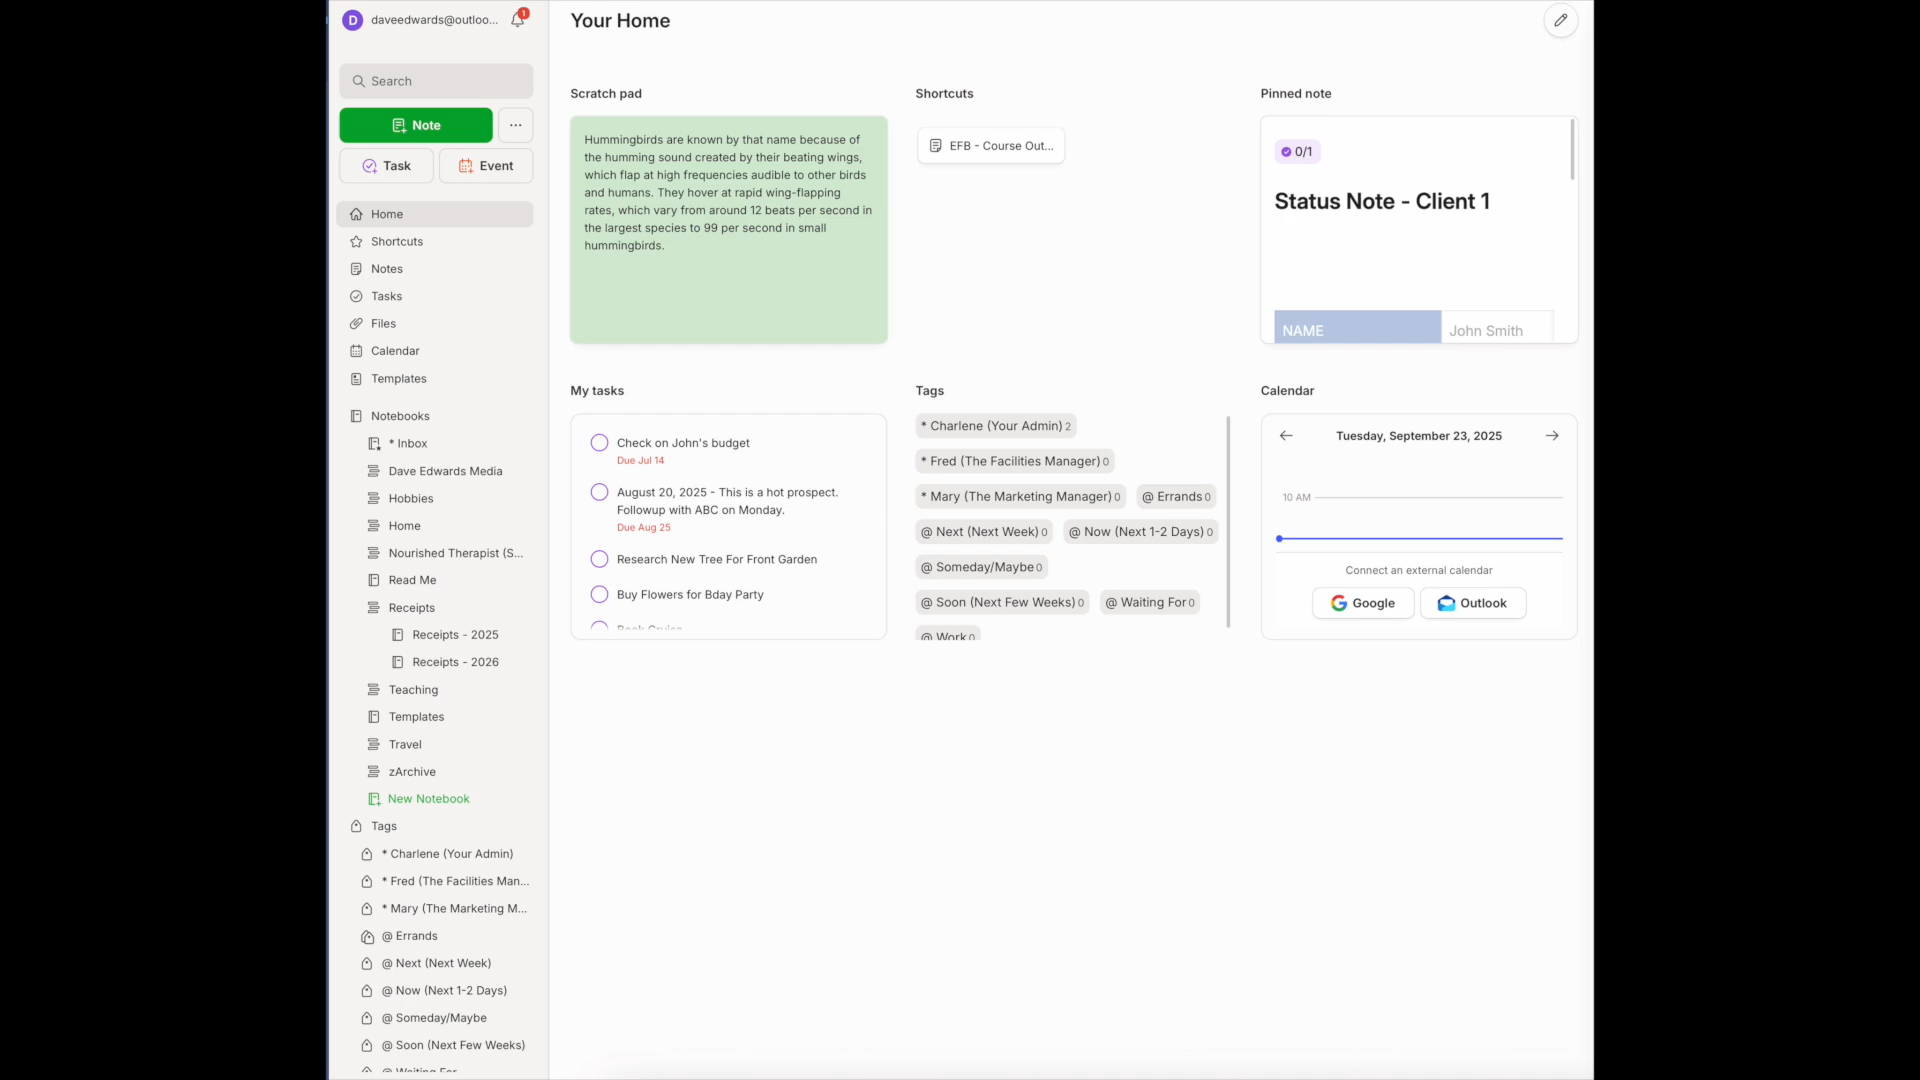 D daveedwards@outloo... 1
Search
Note ...
Task Event
Home
Shortcuts
Notes
Tasks
Files
Calendar
Templates
Notebooks
* Inbox
Dave Edwards Media
Hobbies
Home
Nourished Therapist (S...
Read Me
Receipts
Receipts - 2025
Receipts - 2026
Teaching
Templates
Travel
zArchive
New Notebook
Tags
* Charlene (Your Admin)
* Fred (The Facilities Man...
* Mary (The Marketing M...
@ Errands
@ Next (Next Week)
@ Now (Next 1-2 Days)
@ Someday/Maybe
@ Soon (Next Few Weeks)
@ Waiting For
Your Home
Scratch pad
Hummingbirds are known by that name because of
the humming sound created by their beating wings,
which flap at high frequencies audible to other birds
and humans. They hover at rapid wing-flapping
rates, which vary from around 12 beats per second in
the largest species to 99 per second in small
hummingbirds.
Shortcuts
EFB - Course Out...
Pinned note
0/1
Status Note - Client 1
NAME John Smith
My tasks
Check on John's budget
Due Jul 14
August 20, 2025 - This is a hot prospect.
Followup with ABC on Monday.
Due Aug 25
Research New Tree For Front Garden
Buy Flowers for Bday Party
Book Cruise
Tags
* Charlene (Your Admin) 2
* Fred (The Facilities Manager) 0
* Mary (The Marketing Manager) 0 @ Errands 0
@ Next (Next Week) 0 @ Now (Next 1-2 Days) 0
@ Someday/Maybe 0
@ Soon (Next Few Weeks) 0 @ Waiting For 0
@ Work 0
Calendar
Tuesday, September 23, 2025
10 AM
Connect an external calendar
Google Outlook